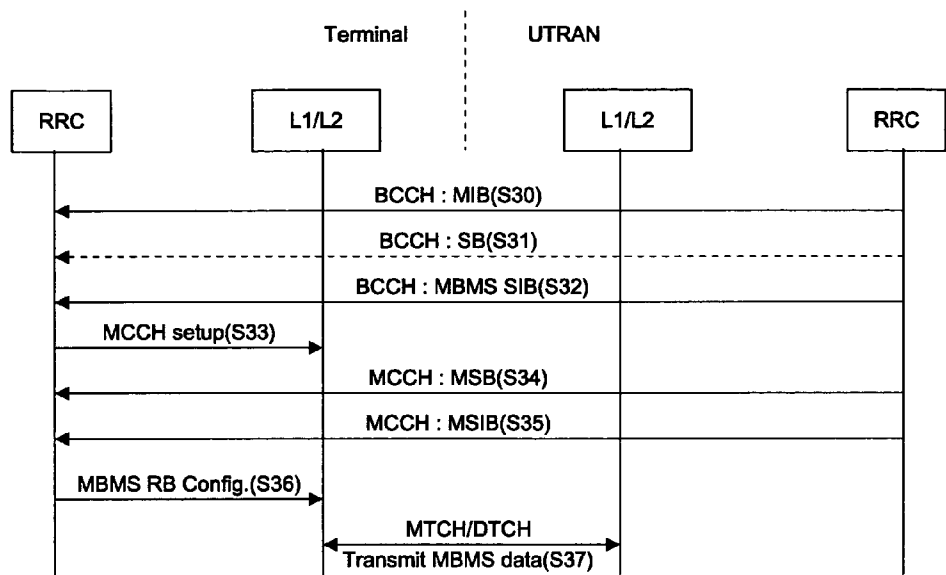 Terminal UTRAN
RRC L1/L2 L1/L2 RRC
BCCH : MIB(S30)
BCCH : SB(S31)
BCCH : MBMS SIB(S32)
MCCH setup(S33)
MCCH : MSB(S34)
MCCH : MSIB(S35)
MBMS RB Config.(S36)
MTCH/DTCH
Transmit MBMS data(S37)